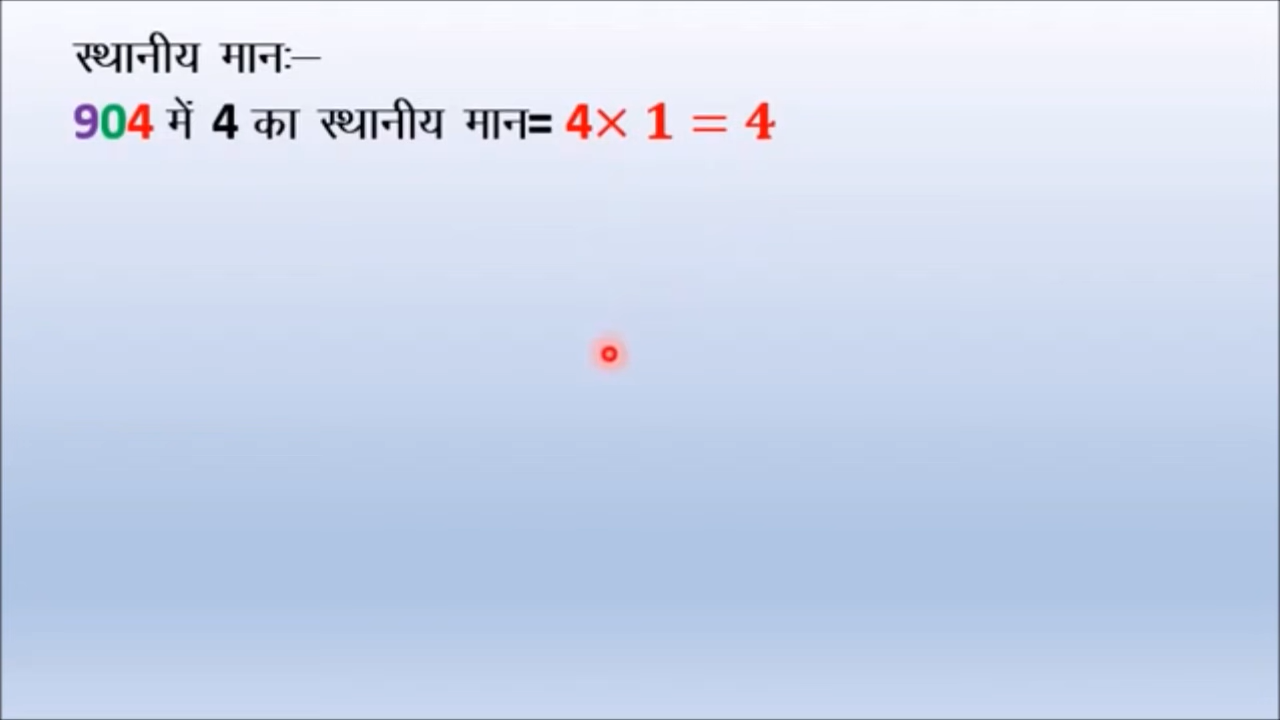 स्थानीय मानः–
904 में 4 का स्थानीय मान= 4× 1 = 4